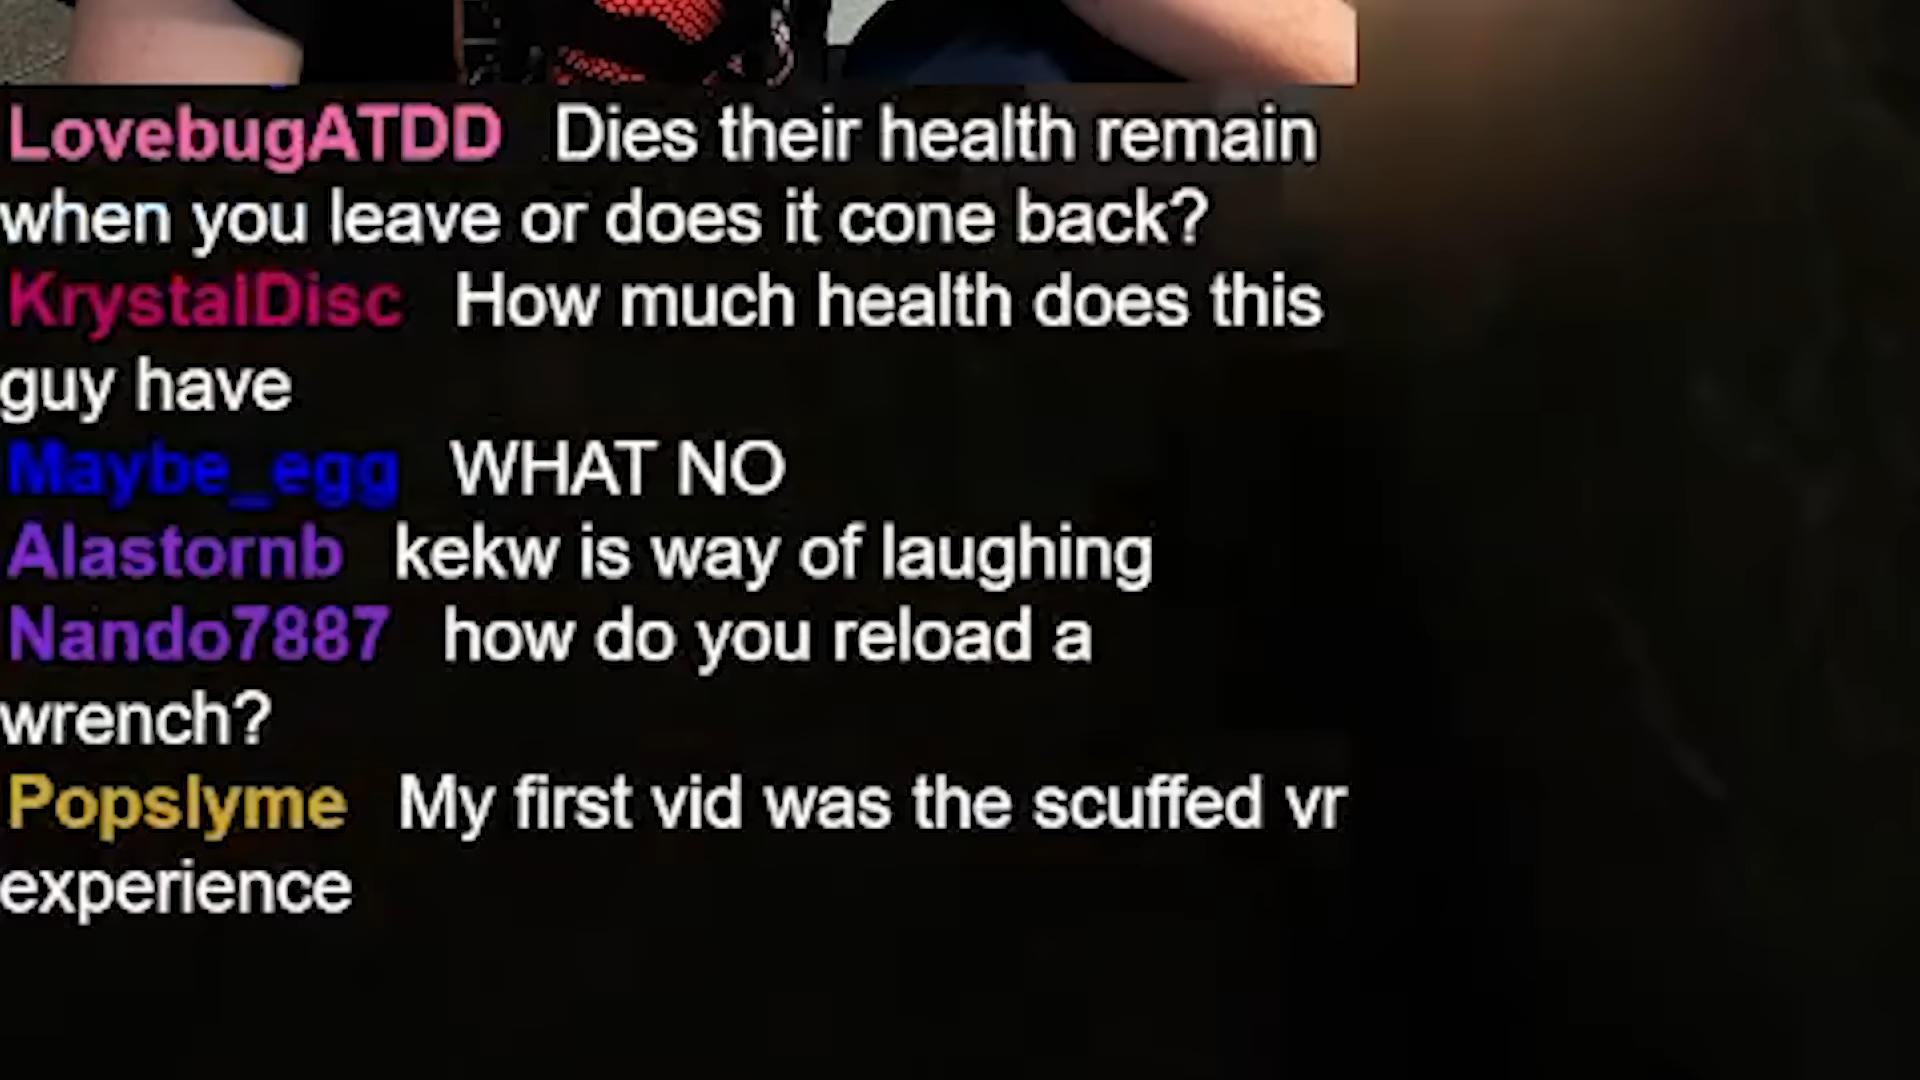 LovebugATDD Dies their health remain
when you leave or does it cone back?
KrystalDisc How much health does this
guy have
Maybe_egg WHAT NO
Alastornb kekw is way of laughing
Nando7887 how do you reload a
wrench?
Popslyme My first vid was the scuffed vr
experience